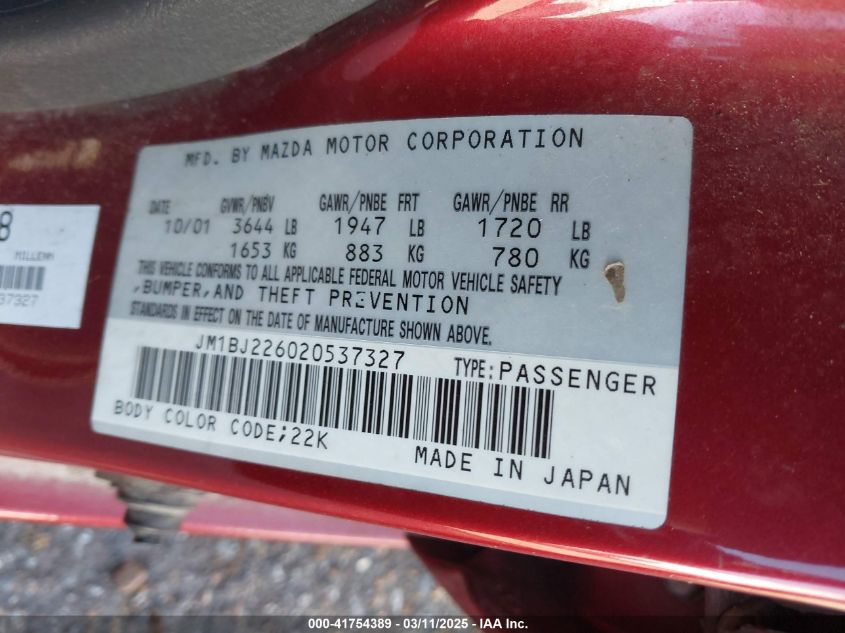 MFD. BY MAZDA MOTOR CORPORATION
DATE GVWR/PNBV GAWR/PNBE FRT GAWR/PNBE RR
10/01 3644 LB 1947 LB 1720 LB
1653 KG 883 KG 780 KG
THIS VEHICLE CONFORMS TO ALL APPLICABLE FEDERAL MOTOR VEHICLE SAFETY
,BUMPER,AND THEFT PREVENTION
STANDARDS IN EFFECT ON THE DATE OF MANUFACTURE SHOWN ABOVE.
JM1BJ226020537327 TYPE:PASSENGER
BODY COLOR CODE;22K
MADE IN JAPAN
8
MILLENM
37327
000-41754389 - 03/11/2025 - IAA Inc.